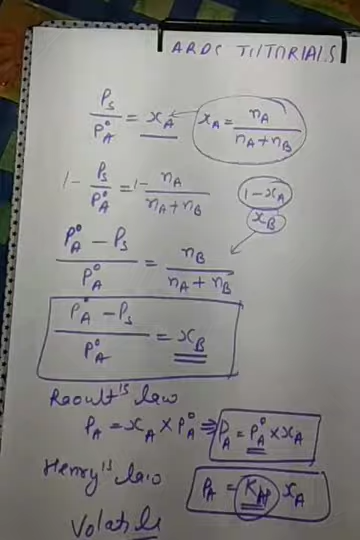 ARDC TUTORIALS
Ps/P°A = xA xA = nA/(nA+nB)
1 - Ps/P°A = 1 - nA/(nA+nB) 1-xA
xB
(P°A - Ps)/P°A = nB/(nA+nB)
(P°A - Ps)/P°A = xB
Raoult's law
PA = xA × P°A ⇒ PA = P°A × xA
Henry's law PA = KH xA
Volatile